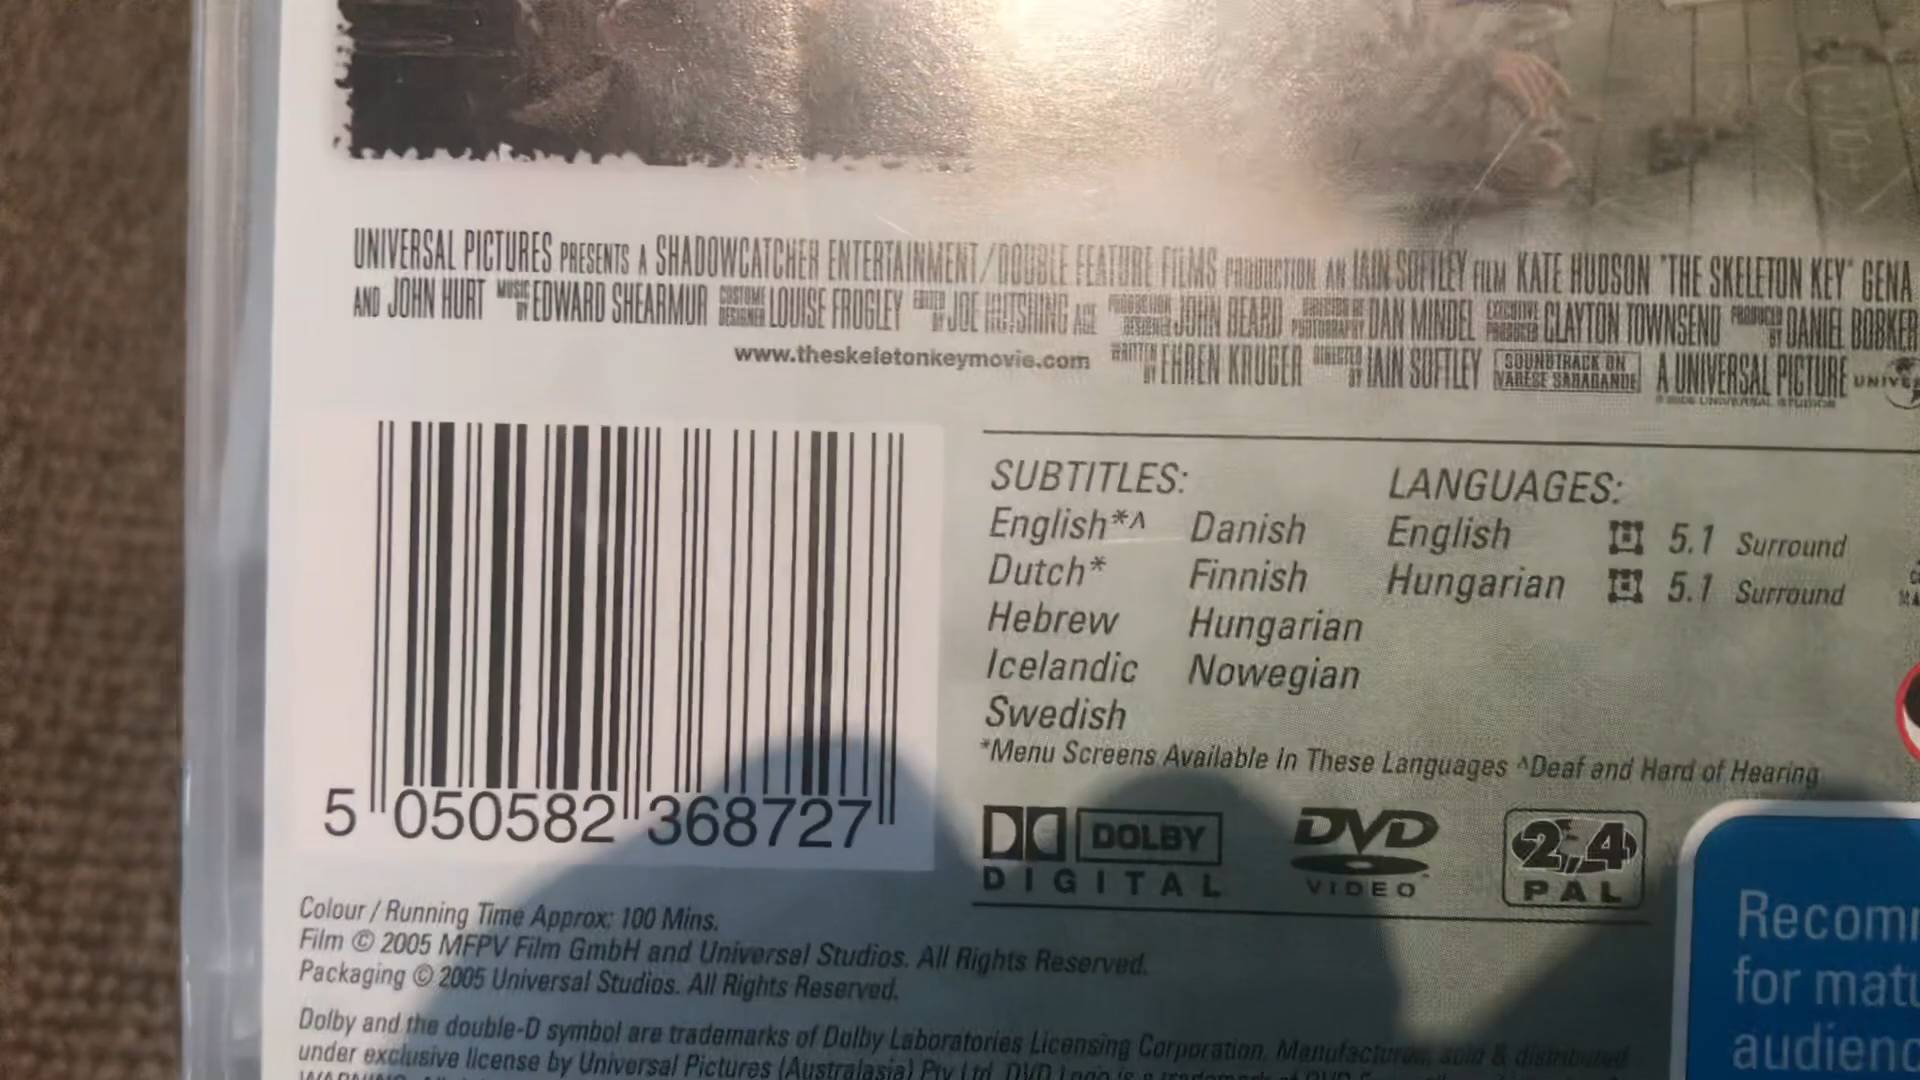 UNIVERSAL PICTURES PRESENTS A SHADOWCATCHER ENTERTAINMENT/DOUBLE FEATURE FILMS PRODUCTION AN IAIN SOFTLEY FILM KATE HUDSON "THE SKELETON KEY" GENA
AND JOHN HURT MUSIC BY EDWARD SHEARMUR COSTUME DESIGNER LOUISE FROGLEY EDITED BY JOE HUTSHING ACE PRODUCTION DESIGNER JOHN BEARD DIRECTOR OF PHOTOGRAPHY DAN MINDEL EXECUTIVE PRODUCER CLAYTON TOWNSEND PRODUCED BY DANIEL BOBKER
www.theskeletonkeymovie.com WRITTEN BY EHREN KRUGER DIRECTED BY IAIN SOFTLEY SOUNDTRACK ON VARÈSE SARABANDE A UNIVERSAL PICTURE
© 2005 UNIVERSAL STUDIOS
SUBTITLES: LANGUAGES:
English*^ Danish English 5.1 Surround
Dutch* Finnish Hungarian 5.1 Surround
Hebrew Hungarian
Icelandic Nowegian
Swedish
*Menu Screens Available In These Languages ^Deaf and Hard of Hearing
5 050582 368727
DOLBY
DIGITAL
DVD
VIDEO
2,4
PAL
Colour / Running Time Approx: 100 Mins.
Film © 2005 MFPV Film GmbH and Universal Studios. All Rights Reserved.
Packaging © 2005 Universal Studios. All Rights Reserved.
Dolby and the double-D symbol are trademarks of Dolby Laboratories Licensing Corporation. Manufactured, sold & distributed
under exclusive license by Universal Pictures (Australasia) Pty Ltd. DVD Logo is a trademark of DVD
Recomm
for matu
audienc